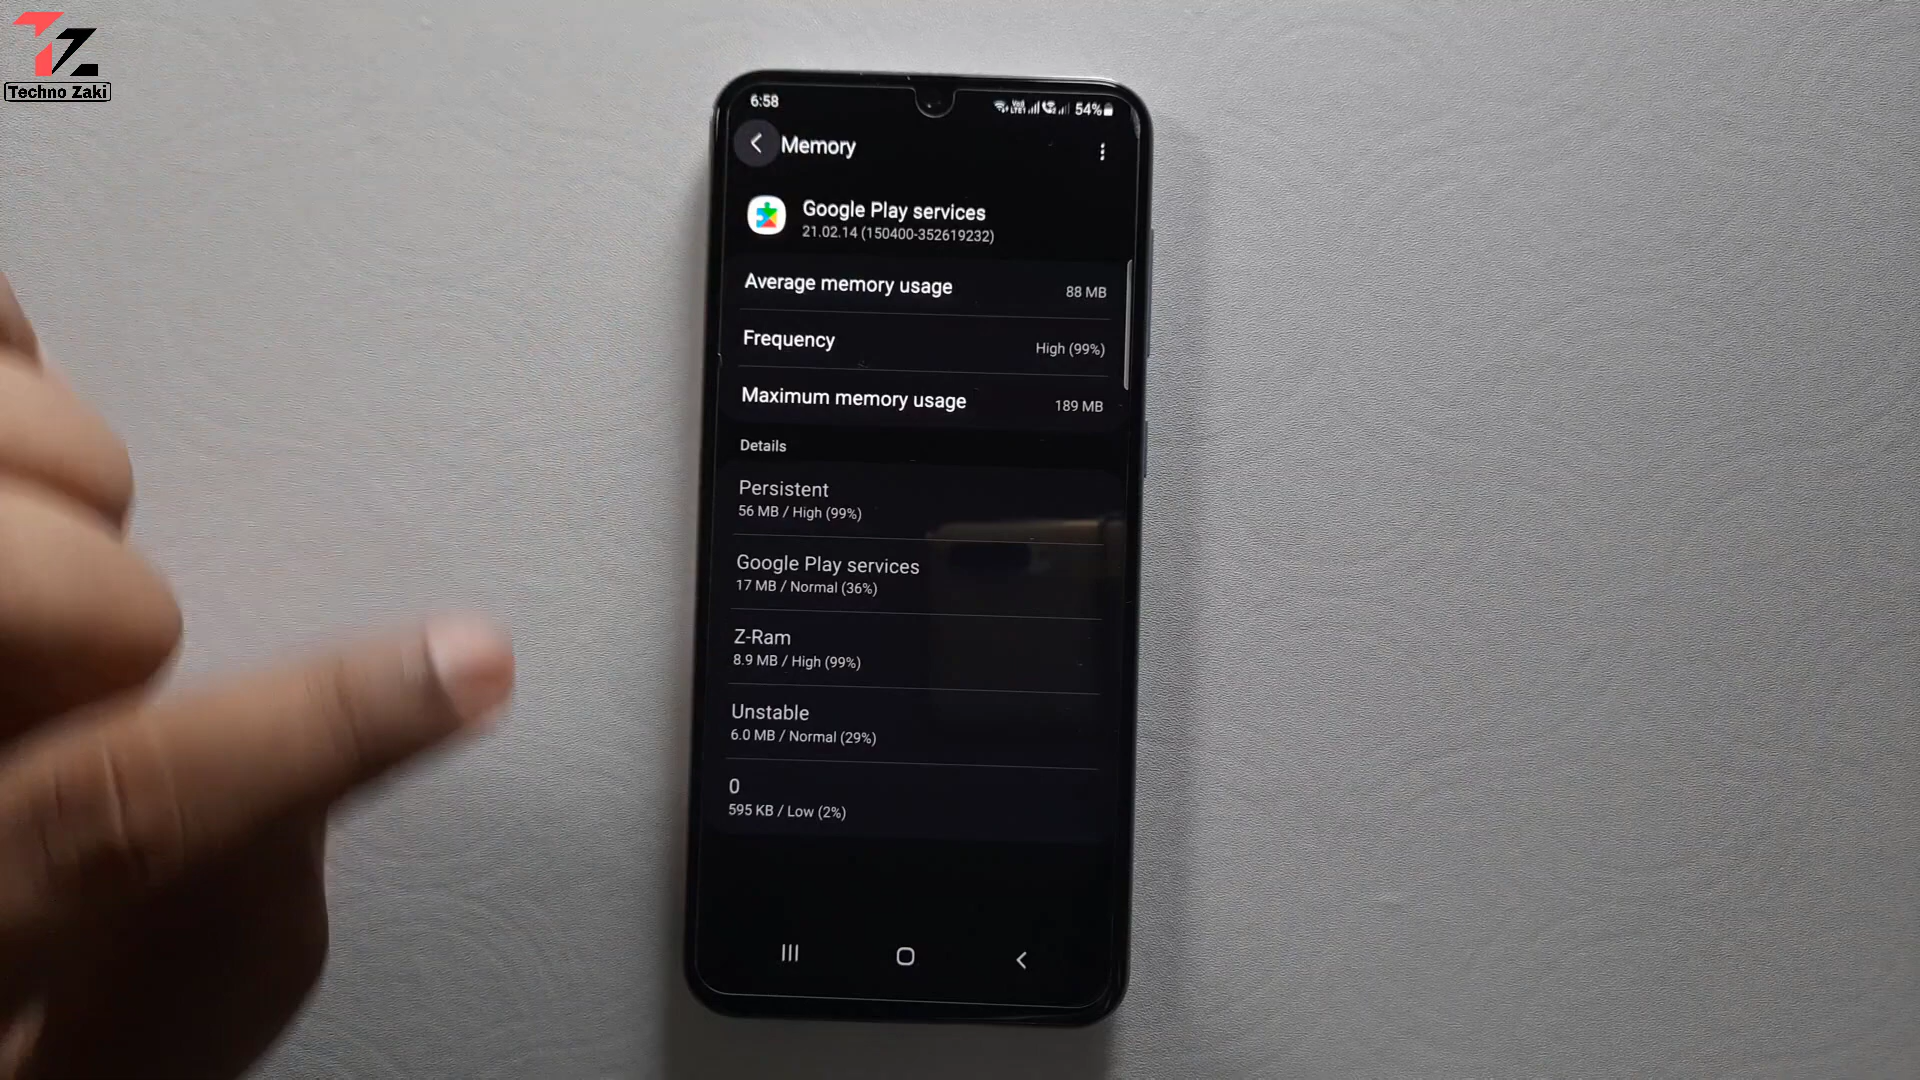 TZ
Techno Zaki
6:58
54%
Memory
Google Play services
21.02.14 (150400-352619232)
Average memory usage
88 MB
Frequency
High (99%)
Maximum memory usage
189 MB
Details
Persistent
56 MB / High (99%)
Google Play services
17 MB / Normal (36%)
Z-Ram
8.9 MB / High (99%)
Unstable
6.0 MB / Normal (29%)
0
595 KB / Low (2%)